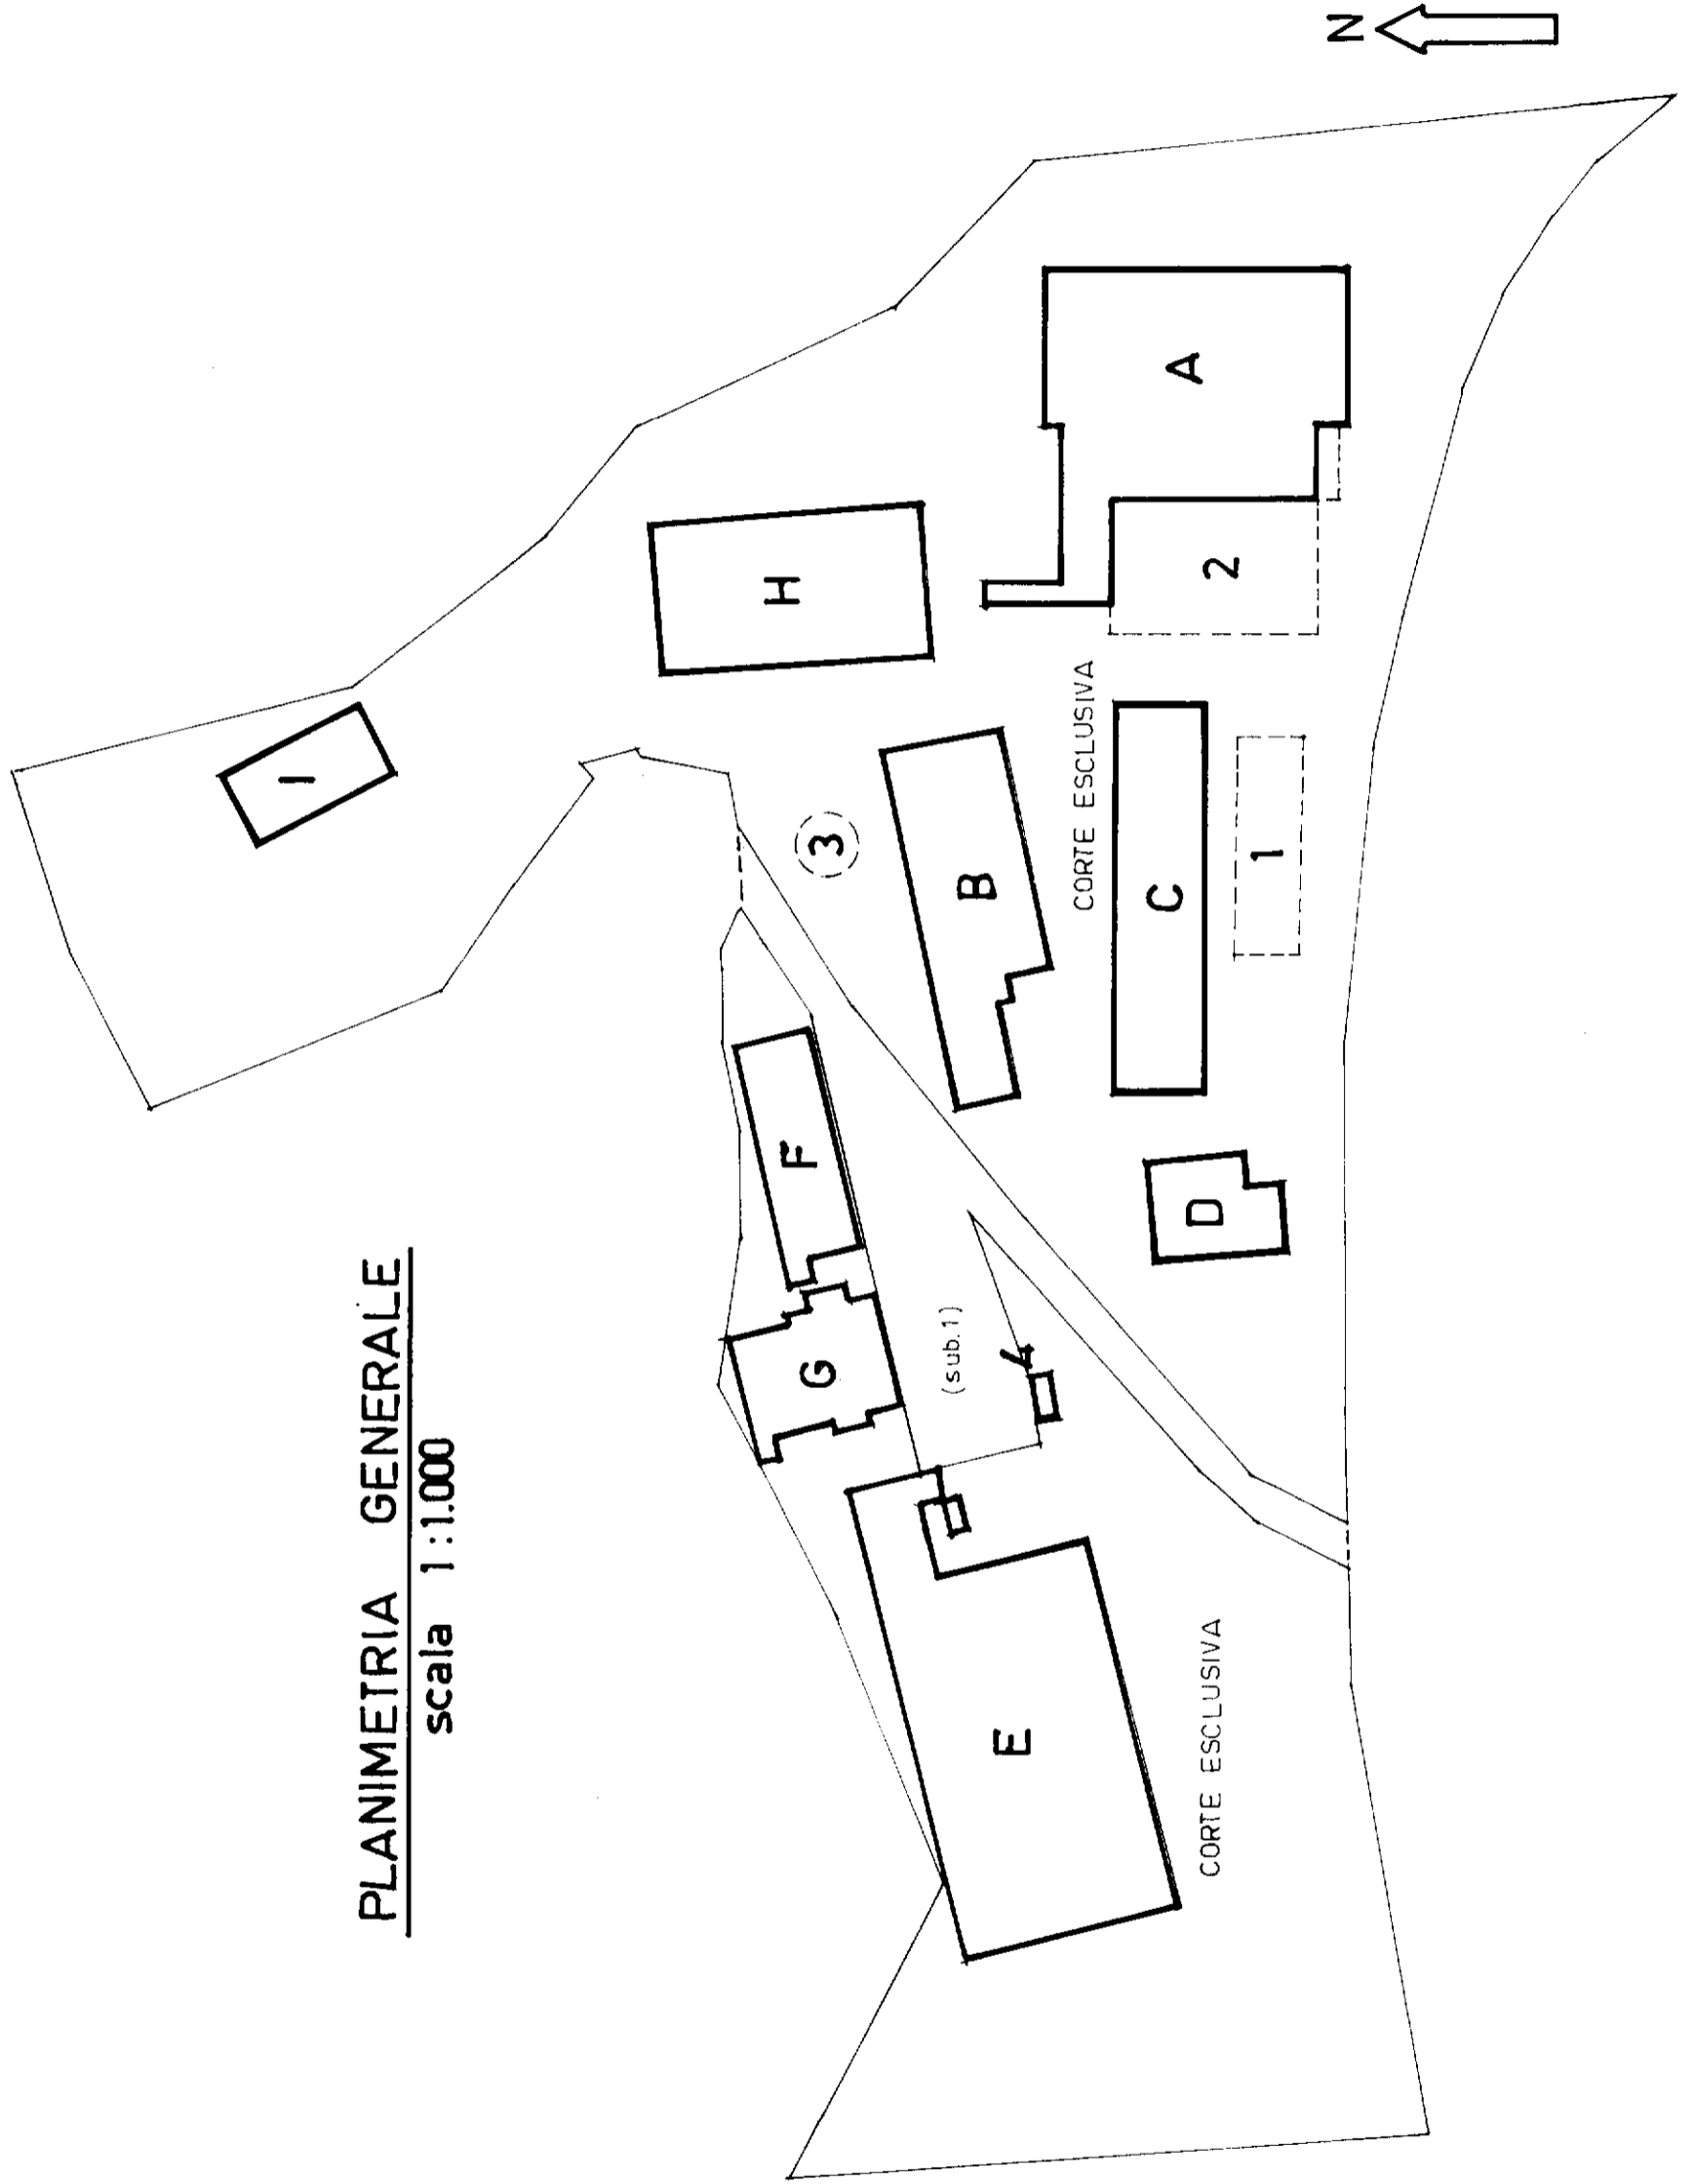 PLANIMETRIA GENERALE
scala 1:1.000
N
I
H
A
2
3
B
CORTE ESCLUSIVA
C
1
F
G
D
(sub.1)
4
E
CORTE ESCLUSIVA